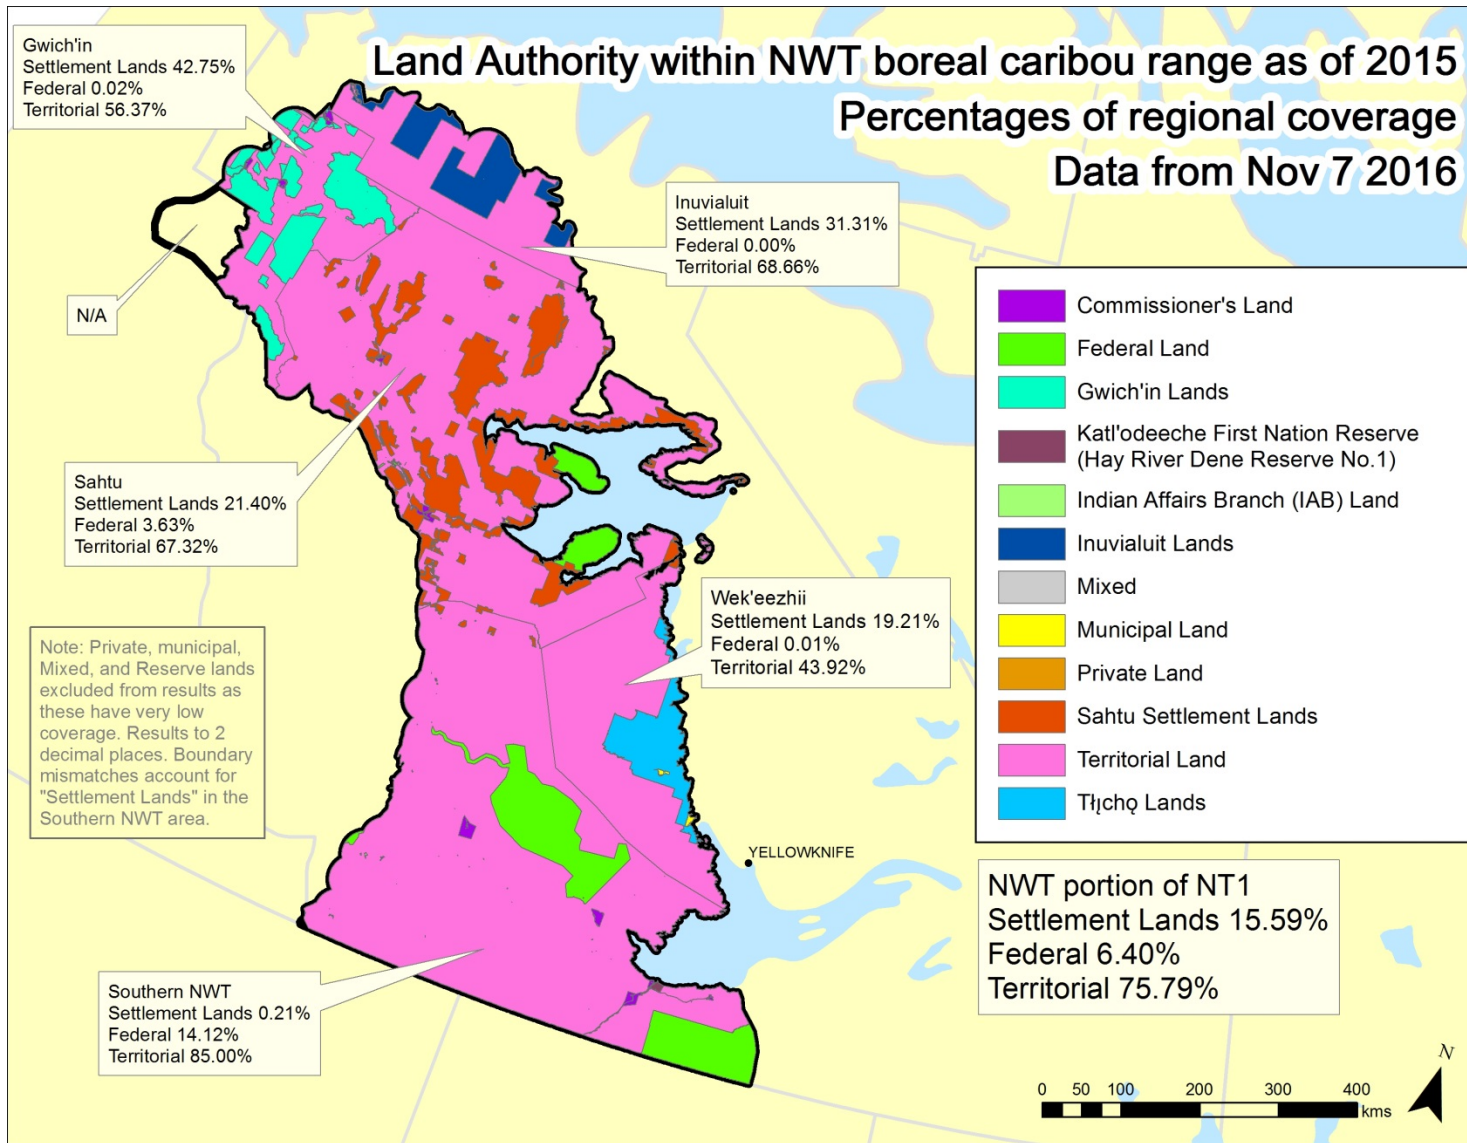 Land Authority within NWT boreal caribou range as of 2015
Percentages of regional coverage
Data from Nov 7 2016
Gwich'in
Settlement Lands 42.75%
Federal 0.02%
Territorial 56.37%
Inuvialuit
Settlement Lands 31.31%
Federal 0.00%
Territorial 68.66%
N/A
Sahtu
Settlement Lands 21.40%
Federal 3.63%
Territorial 67.32%
Wek'eezhii
Settlement Lands 19.21%
Federal 0.01%
Territorial 43.92%
Note: Private, municipal,
Mixed, and Reserve lands
excluded from results as
these have very low
coverage. Results to 2
decimal places. Boundary
mismatches account for
"Settlement Lands" in the
Southern NWT area.
YELLOWKNIFE
Southern NWT
Settlement Lands 0.21%
Federal 14.12%
Territorial 85.00%
Commissioner's Land
Federal Land
Gwich'in Lands
Katl'odeeche First Nation Reserve
(Hay River Dene Reserve No.1)
Indian Affairs Branch (IAB) Land
Inuvialuit Lands
Mixed
Municipal Land
Private Land
Sahtu Settlement Lands
Territorial Land
Tłı̨chǫ Lands
NWT portion of NT1
Settlement Lands 15.59%
Federal 6.40%
Territorial 75.79%
N
0 50 100 200 300 400
kms